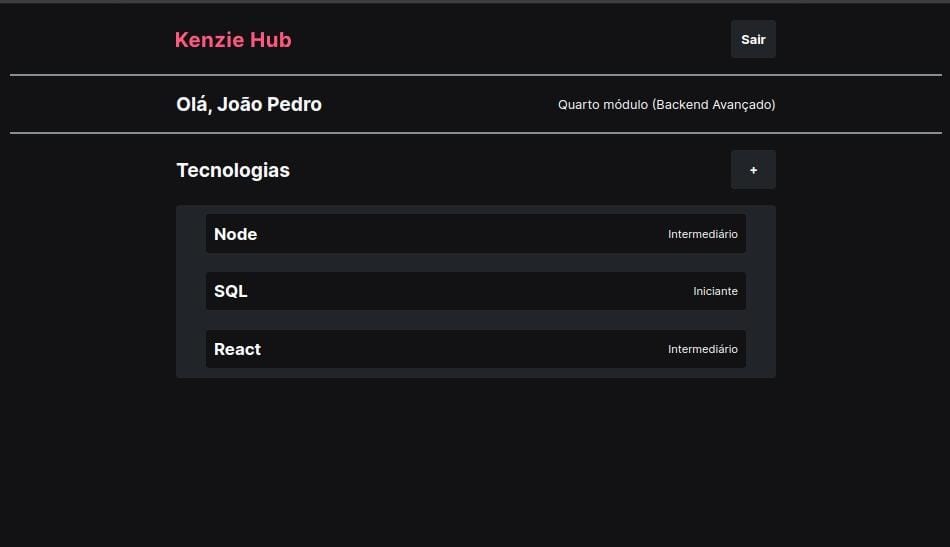 Kenzie Hub
Sair
Olá, João Pedro
Quarto módulo (Backend Avançado)
Tecnologias
+
Node
Intermediário
SQL
Iniciante
React
Intermediário